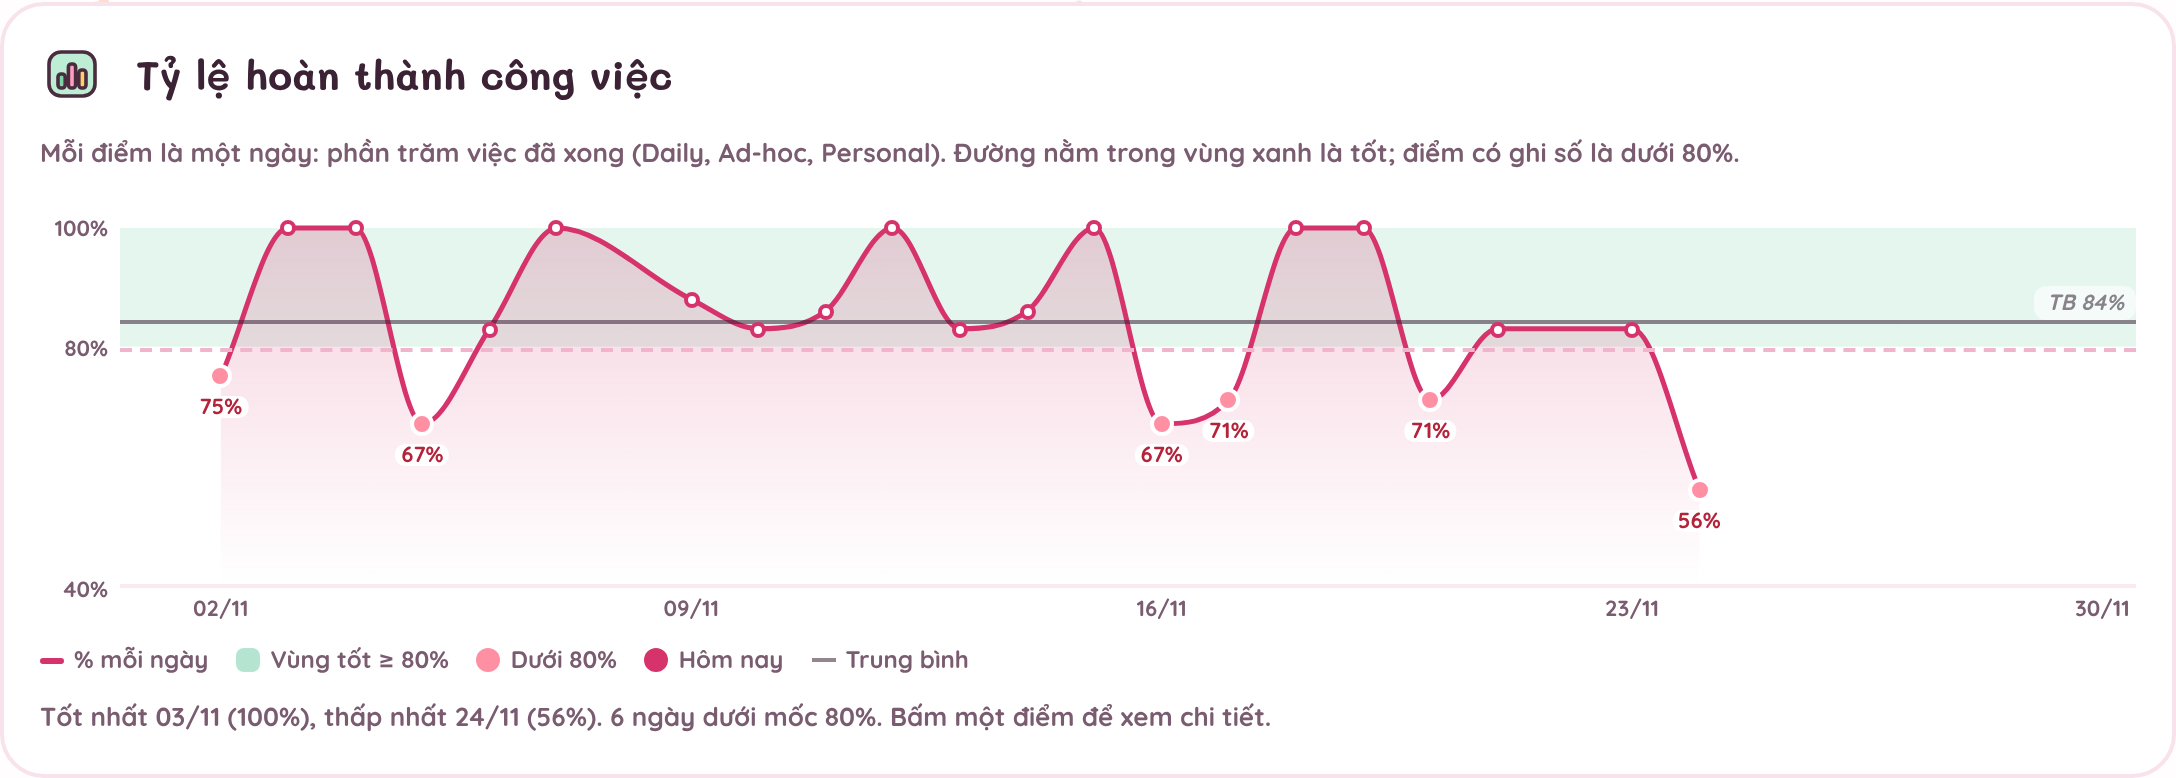 Tỷ lệ hoàn thành công việc
Mỗi điểm là một ngày: phần trăm việc đã xong (Daily, Ad-hoc, Personal). Đường nằm trong vùng xanh là tốt; điểm có ghi số là dưới 80%.
100%
TB 84%
80%
75%
67%
67%
71%
71%
56%
40%
02/11 09/11 16/11 23/11 30/11
% mỗi ngày Vùng tốt ≥ 80% Dưới 80% Hôm nay Trung bình
Tốt nhất 03/11 (100%), thấp nhất 24/11 (56%). 6 ngày dưới mốc 80%. Bấm một điểm để xem chi tiết.